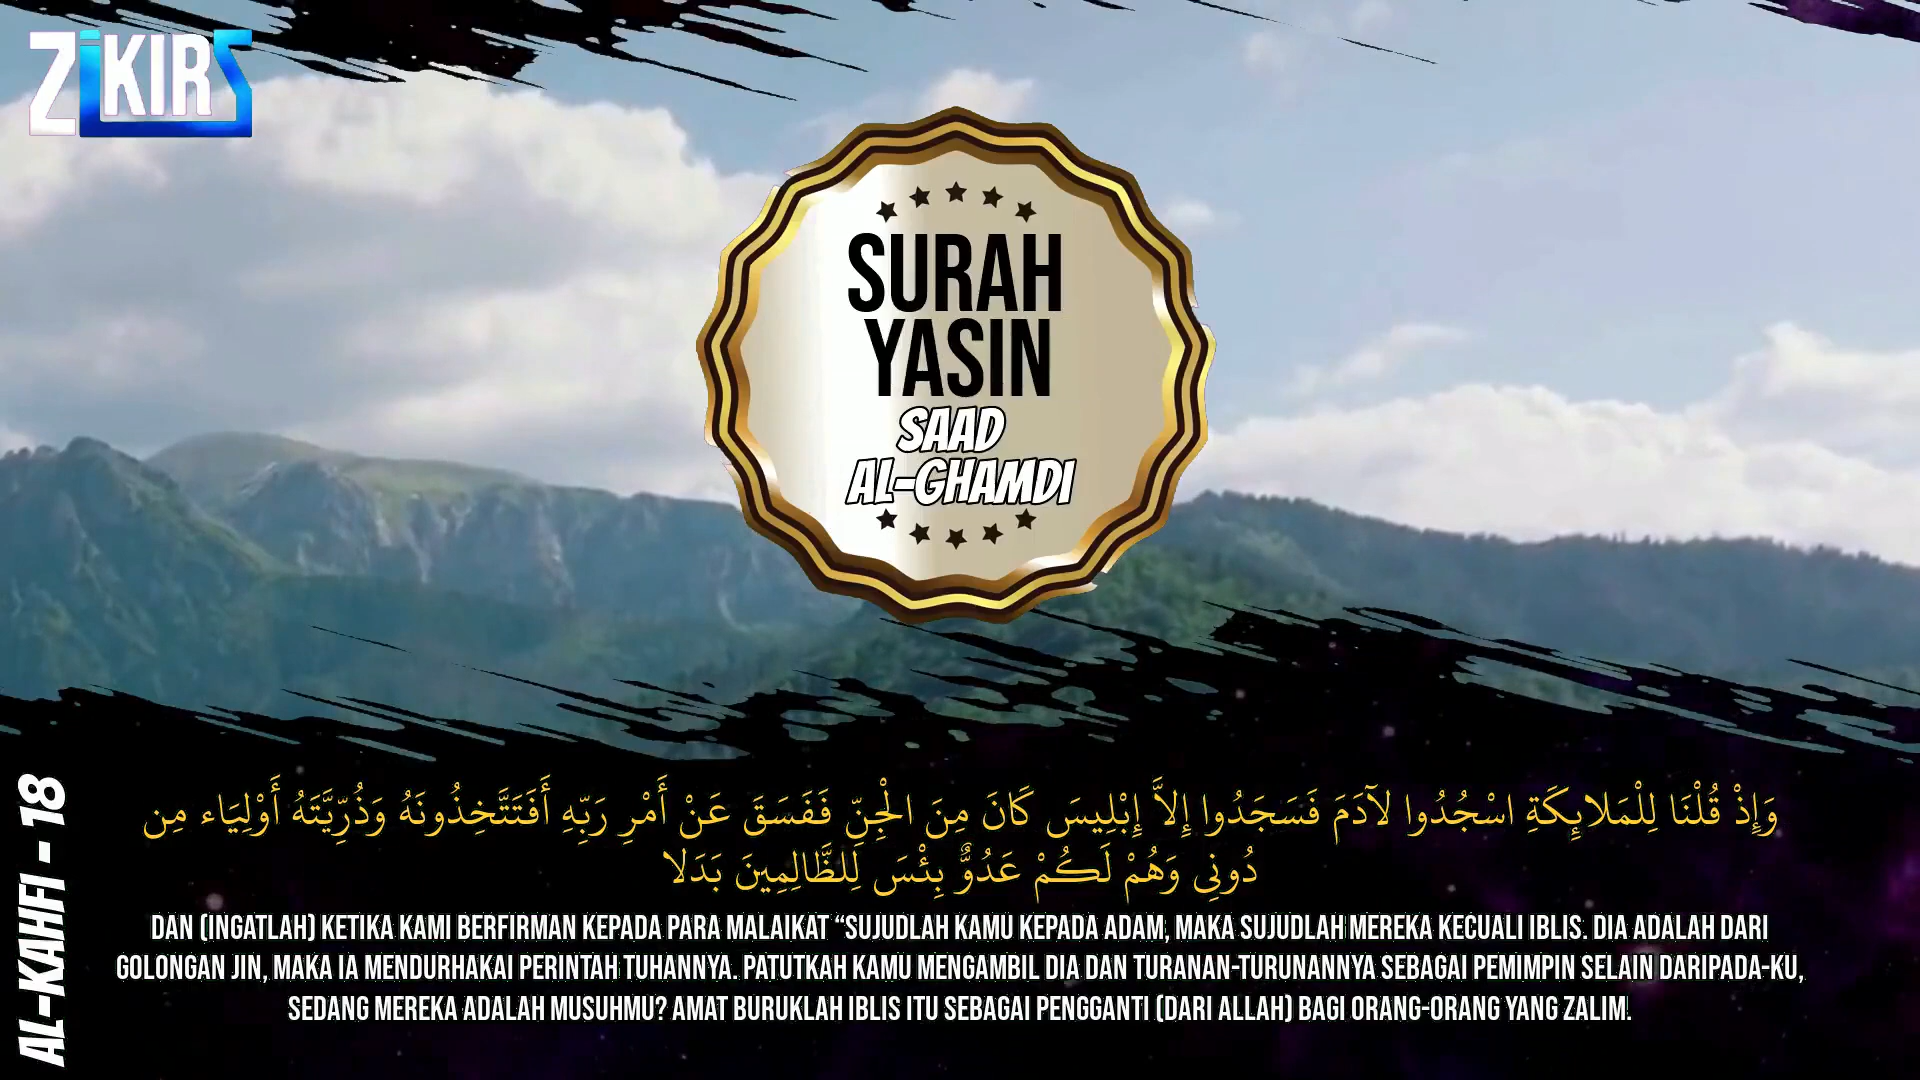 ZIKIRS
SURAH
YASIN
SAAD
AL-GHAMDI
وَإِذْ قُلْنَا لِلْمَلائِكَةِ اسْجُدُوا لآدَمَ فَسَجَدُوا إِلاَّ إِبْلِيسَ كَانَ مِنَ الْجِنِّ فَفَسَقَ عَنْ أَمْرِ رَبِّهِ أَفَتَتَّخِذُونَهُ وَذُرِّيَّتَهُ أَوْلِيَاء مِن
دُونِي وَهُمْ لَكُمْ عَدُوٌّ بِئْسَ لِلظَّالِمِينَ بَدَلا
DAN (INGATLAH) KETIKA KAMI BERFIRMAN KEPADA PARA MALAIKAT “SUJUDLAH KAMU KEPADA ADAM, MAKA SUJUDLAH MEREKA KECUALI IBLIS. DIA ADALAH DARI
GOLONGAN JIN, MAKA IA MENDURHAKAI PERINTAH TUHANNYA. PATUTKAH KAMU MENGAMBIL DIA DAN TURANAN-TURUNANNYA SEBAGAI PEMIMPIN SELAIN DARIPADA-KU,
SEDANG MEREKA ADALAH MUSUHMU? AMAT BURUKLAH IBLIS ITU SEBAGAI PENGGANTI (DARI ALLAH) BAGI ORANG-ORANG YANG ZALIM.
AL-KAHFI - 18